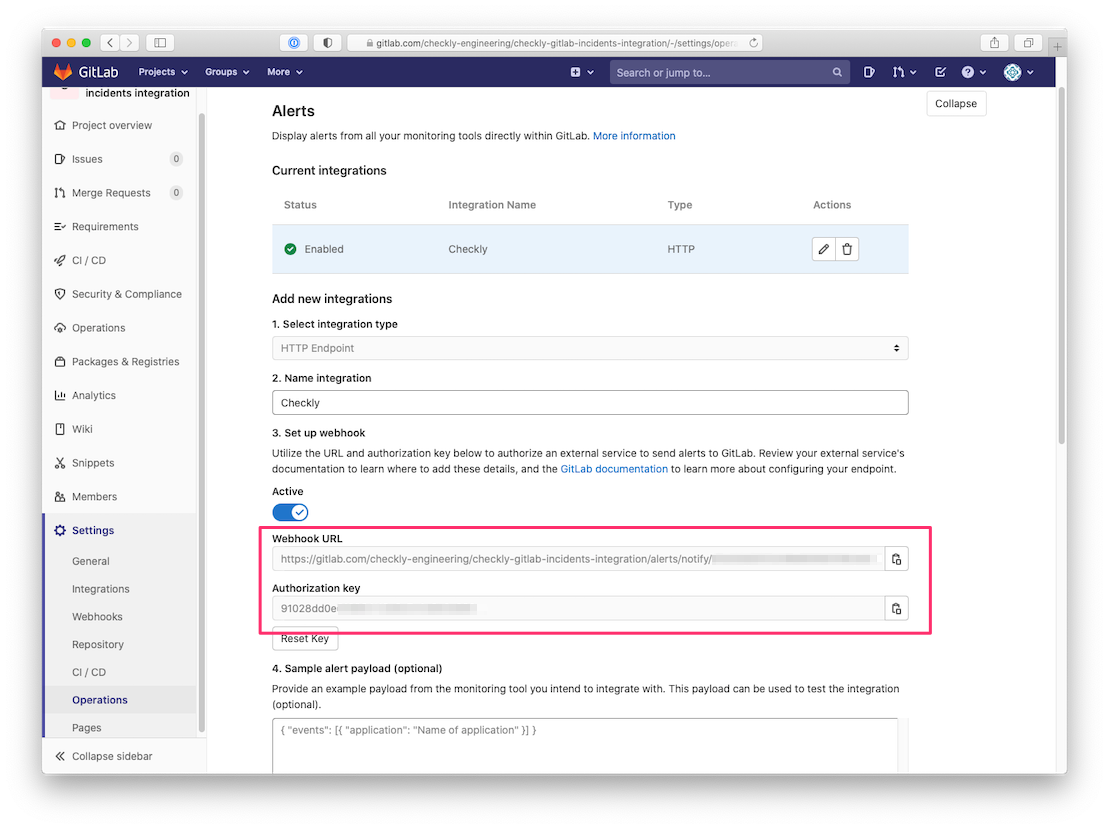 gitlab.com/checkly-engineering/checkly-gitlab-incidents-integration/-/settings/oper
GitLab
Projects
Groups
More
Search or jump to...
incidents integration
Project overview
Issues 0
Merge Requests 0
Requirements
CI / CD
Security & Compliance
Operations
Packages & Registries
Analytics
Wiki
Snippets
Members
Settings
General
Integrations
Webhooks
Repository
CI / CD
Operations
Pages
Collapse sidebar
Alerts
Collapse
Display alerts from all your monitoring tools directly within GitLab. More information
Current integrations
Status Integration Name Type Actions
Enabled Checkly HTTP
Add new integrations
1. Select integration type
HTTP Endpoint
2. Name integration
Checkly
3. Set up webhook
Utilize the URL and authorization key below to authorize an external service to send alerts to GitLab. Review your external service's
documentation to learn where to add these details, and the GitLab documentation to learn more about configuring your endpoint.
Active
Webhook URL
https://gitlab.com/checkly-engineering/checkly-gitlab-incidents-integration/alerts/notify/
Authorization key
91028dd0e
Reset Key
4. Sample alert payload (optional)
Provide an example payload from the monitoring tool you intend to integrate with. This payload can be used to test the integration
(optional).
{ "events": [{ "application": "Name of application" }] }